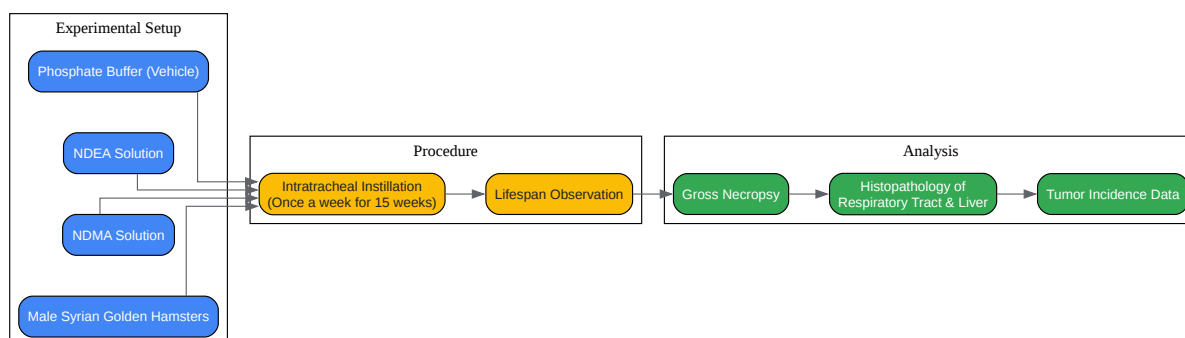 Experimental Setup
Phosphate Buffer (Vehicle)
NDEA Solution
NDMA Solution
Male Syrian Golden Hamsters
Procedure
Intratracheal Instillation
(Once a week for 15 weeks)
Lifespan Observation
Analysis
Gross Necropsy
Histopathology of
Respiratory Tract & Liver
Tumor Incidence Data